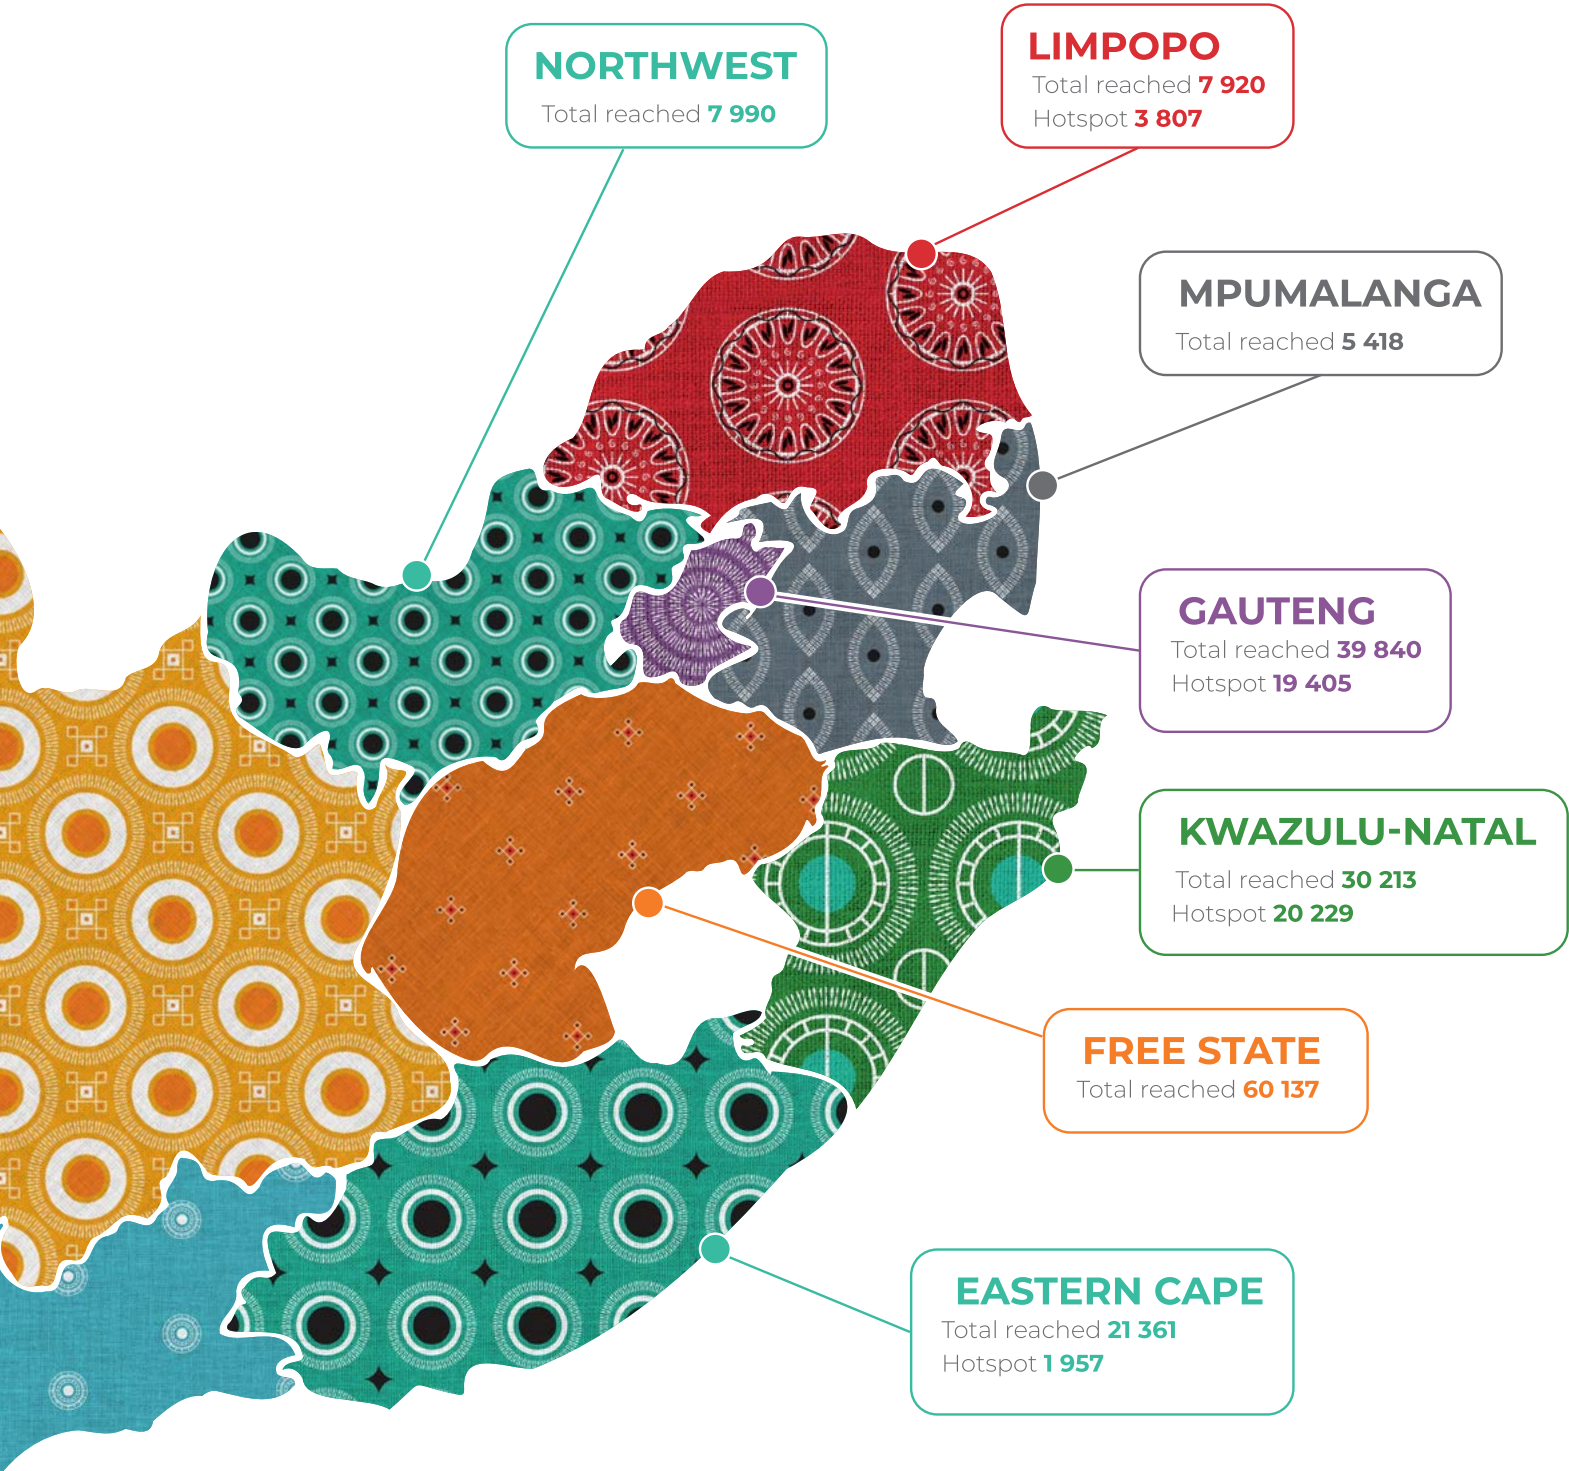 NORTHWEST
Total reached 7 990
LIMPOPO
Total reached 7 920
Hotspot 3 807
MPUMALANGA
Total reached 5 418
GAUTENG
Total reached 39 840
Hotspot 19 405
KWAZULU-NATAL
Total reached 30 213
Hotspot 20 229
FREE STATE
Total reached 60 137
EASTERN CAPE
Total reached 21 361
Hotspot 1 957